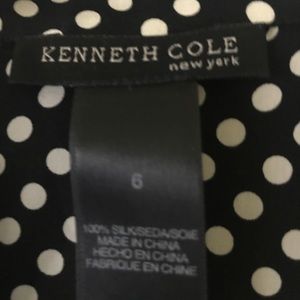 KENNETH COLE
new york
6
100% SILK/SEDA/SOIE
MADE IN CHINA
HECHO EN CHINA
FABRIQUE EN CHINE